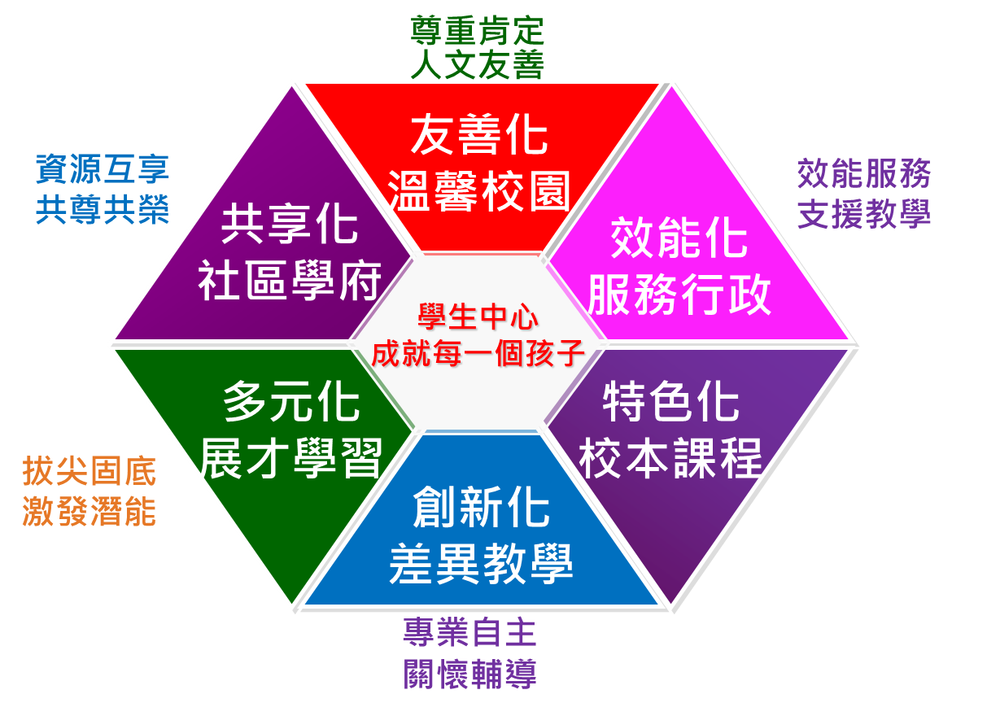 尊重肯定
人文友善
友善化
溫馨校園
資源互享
共尊共榮
共享化
社區學府
效能化
服務行政
效能服務
支援教學
學生中心
成就每一個孩子
多元化
展才學習
特色化
校本課程
拔尖固底
激發潛能
創新化
差異教學
專業自主
關懷輔導